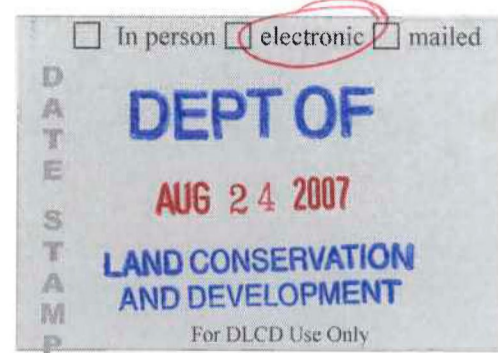 ☐ In person ☐ electronic ☐ mailed
DATE STAMP
DEPT OF
AUG 24 2007
LAND CONSERVATION
AND DEVELOPMENT
For DLCD Use Only